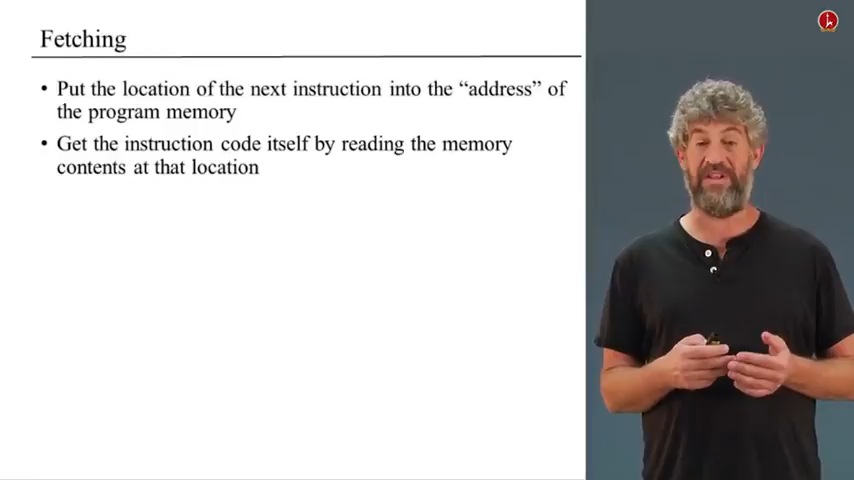 Fetching
• Put the location of the next instruction into the “address” of
the program memory
• Get the instruction code itself by reading the memory
contents at that location